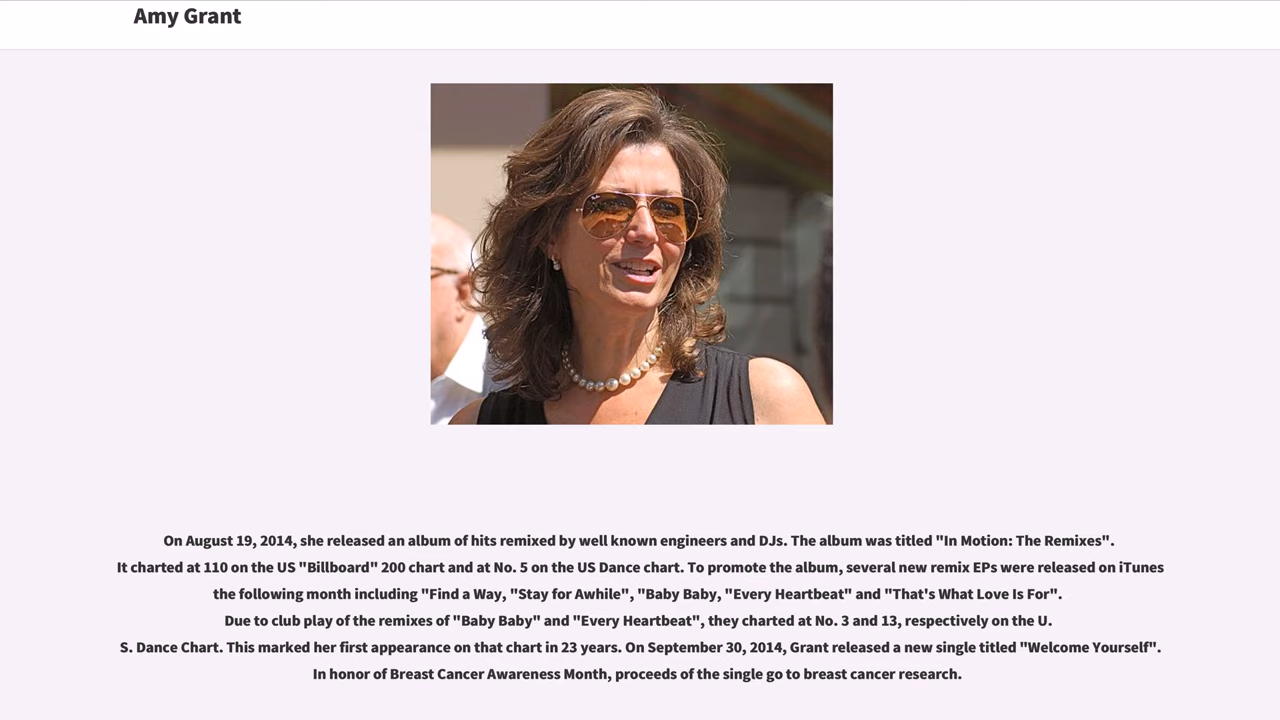 Amy Grant
On August 19, 2014, she released an album of hits remixed by well known engineers and DJs. The album was titled "In Motion: The Remixes".
It charted at 110 on the US "Billboard" 200 chart and at No. 5 on the US Dance chart. To promote the album, several new remix EPs were released on iTunes
the following month including "Find a Way, "Stay for Awhile", "Baby Baby, "Every Heartbeat" and "That's What Love Is For".
Due to club play of the remixes of "Baby Baby" and "Every Heartbeat", they charted at No. 3 and 13, respectively on the U.
S. Dance Chart. This marked her first appearance on that chart in 23 years. On September 30, 2014, Grant released a new single titled "Welcome Yourself".
In honor of Breast Cancer Awareness Month, proceeds of the single go to breast cancer research.